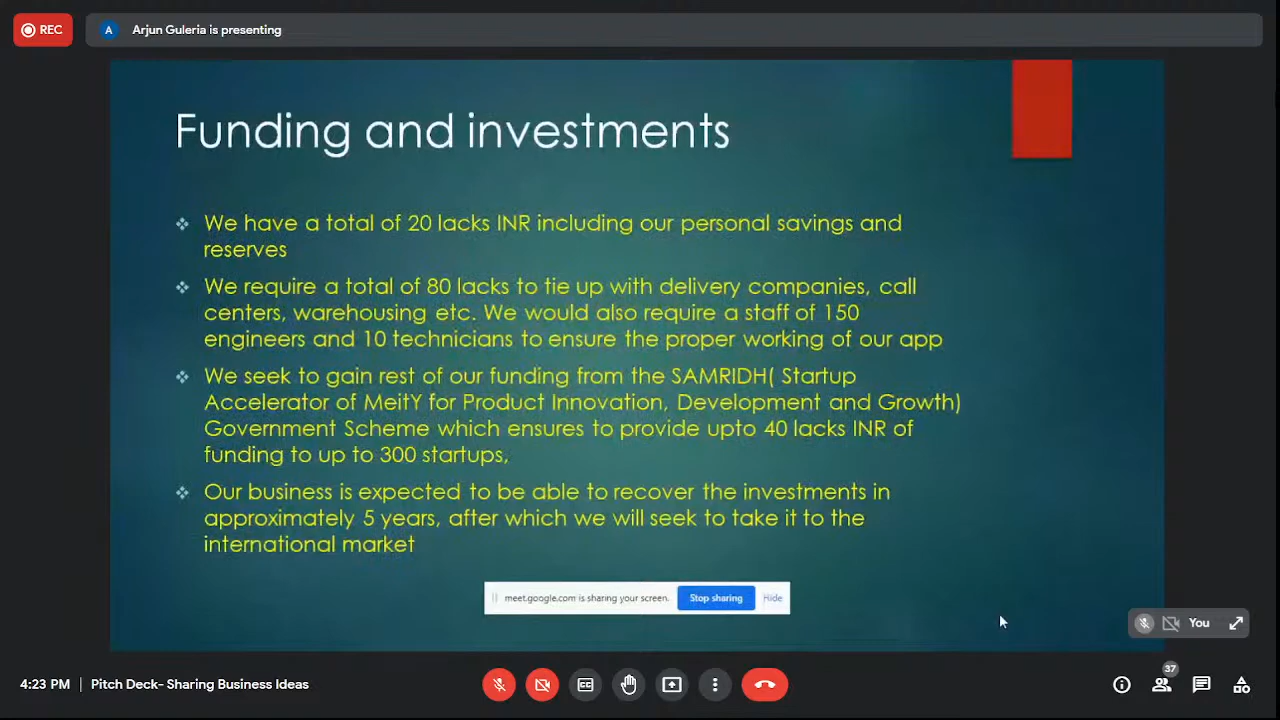 REC
A
Arjun Guleria is presenting
Funding and investments
❖ We have a total of 20 lacks INR including our personal savings and
reserves
❖ We require a total of 80 lacks to tie up with delivery companies, call
centers, warehousing etc. We would also require a staff of 150
engineers and 10 technicians to ensure the proper working of our app
❖ We seek to gain rest of our funding from the SAMRIDH( Startup
Accelerator of MeitY for Product Innovation, Development and Growth)
Government Scheme which ensures to provide upto 40 lacks INR of
funding to up to 300 startups,
❖ Our business is expected to be able to recover the investments in
approximately 5 years, after which we will seek to take it to the
international market
meet.google.com is sharing your screen. Stop sharing Hide
You
4:23 PM | Pitch Deck- Sharing Business Ideas
37